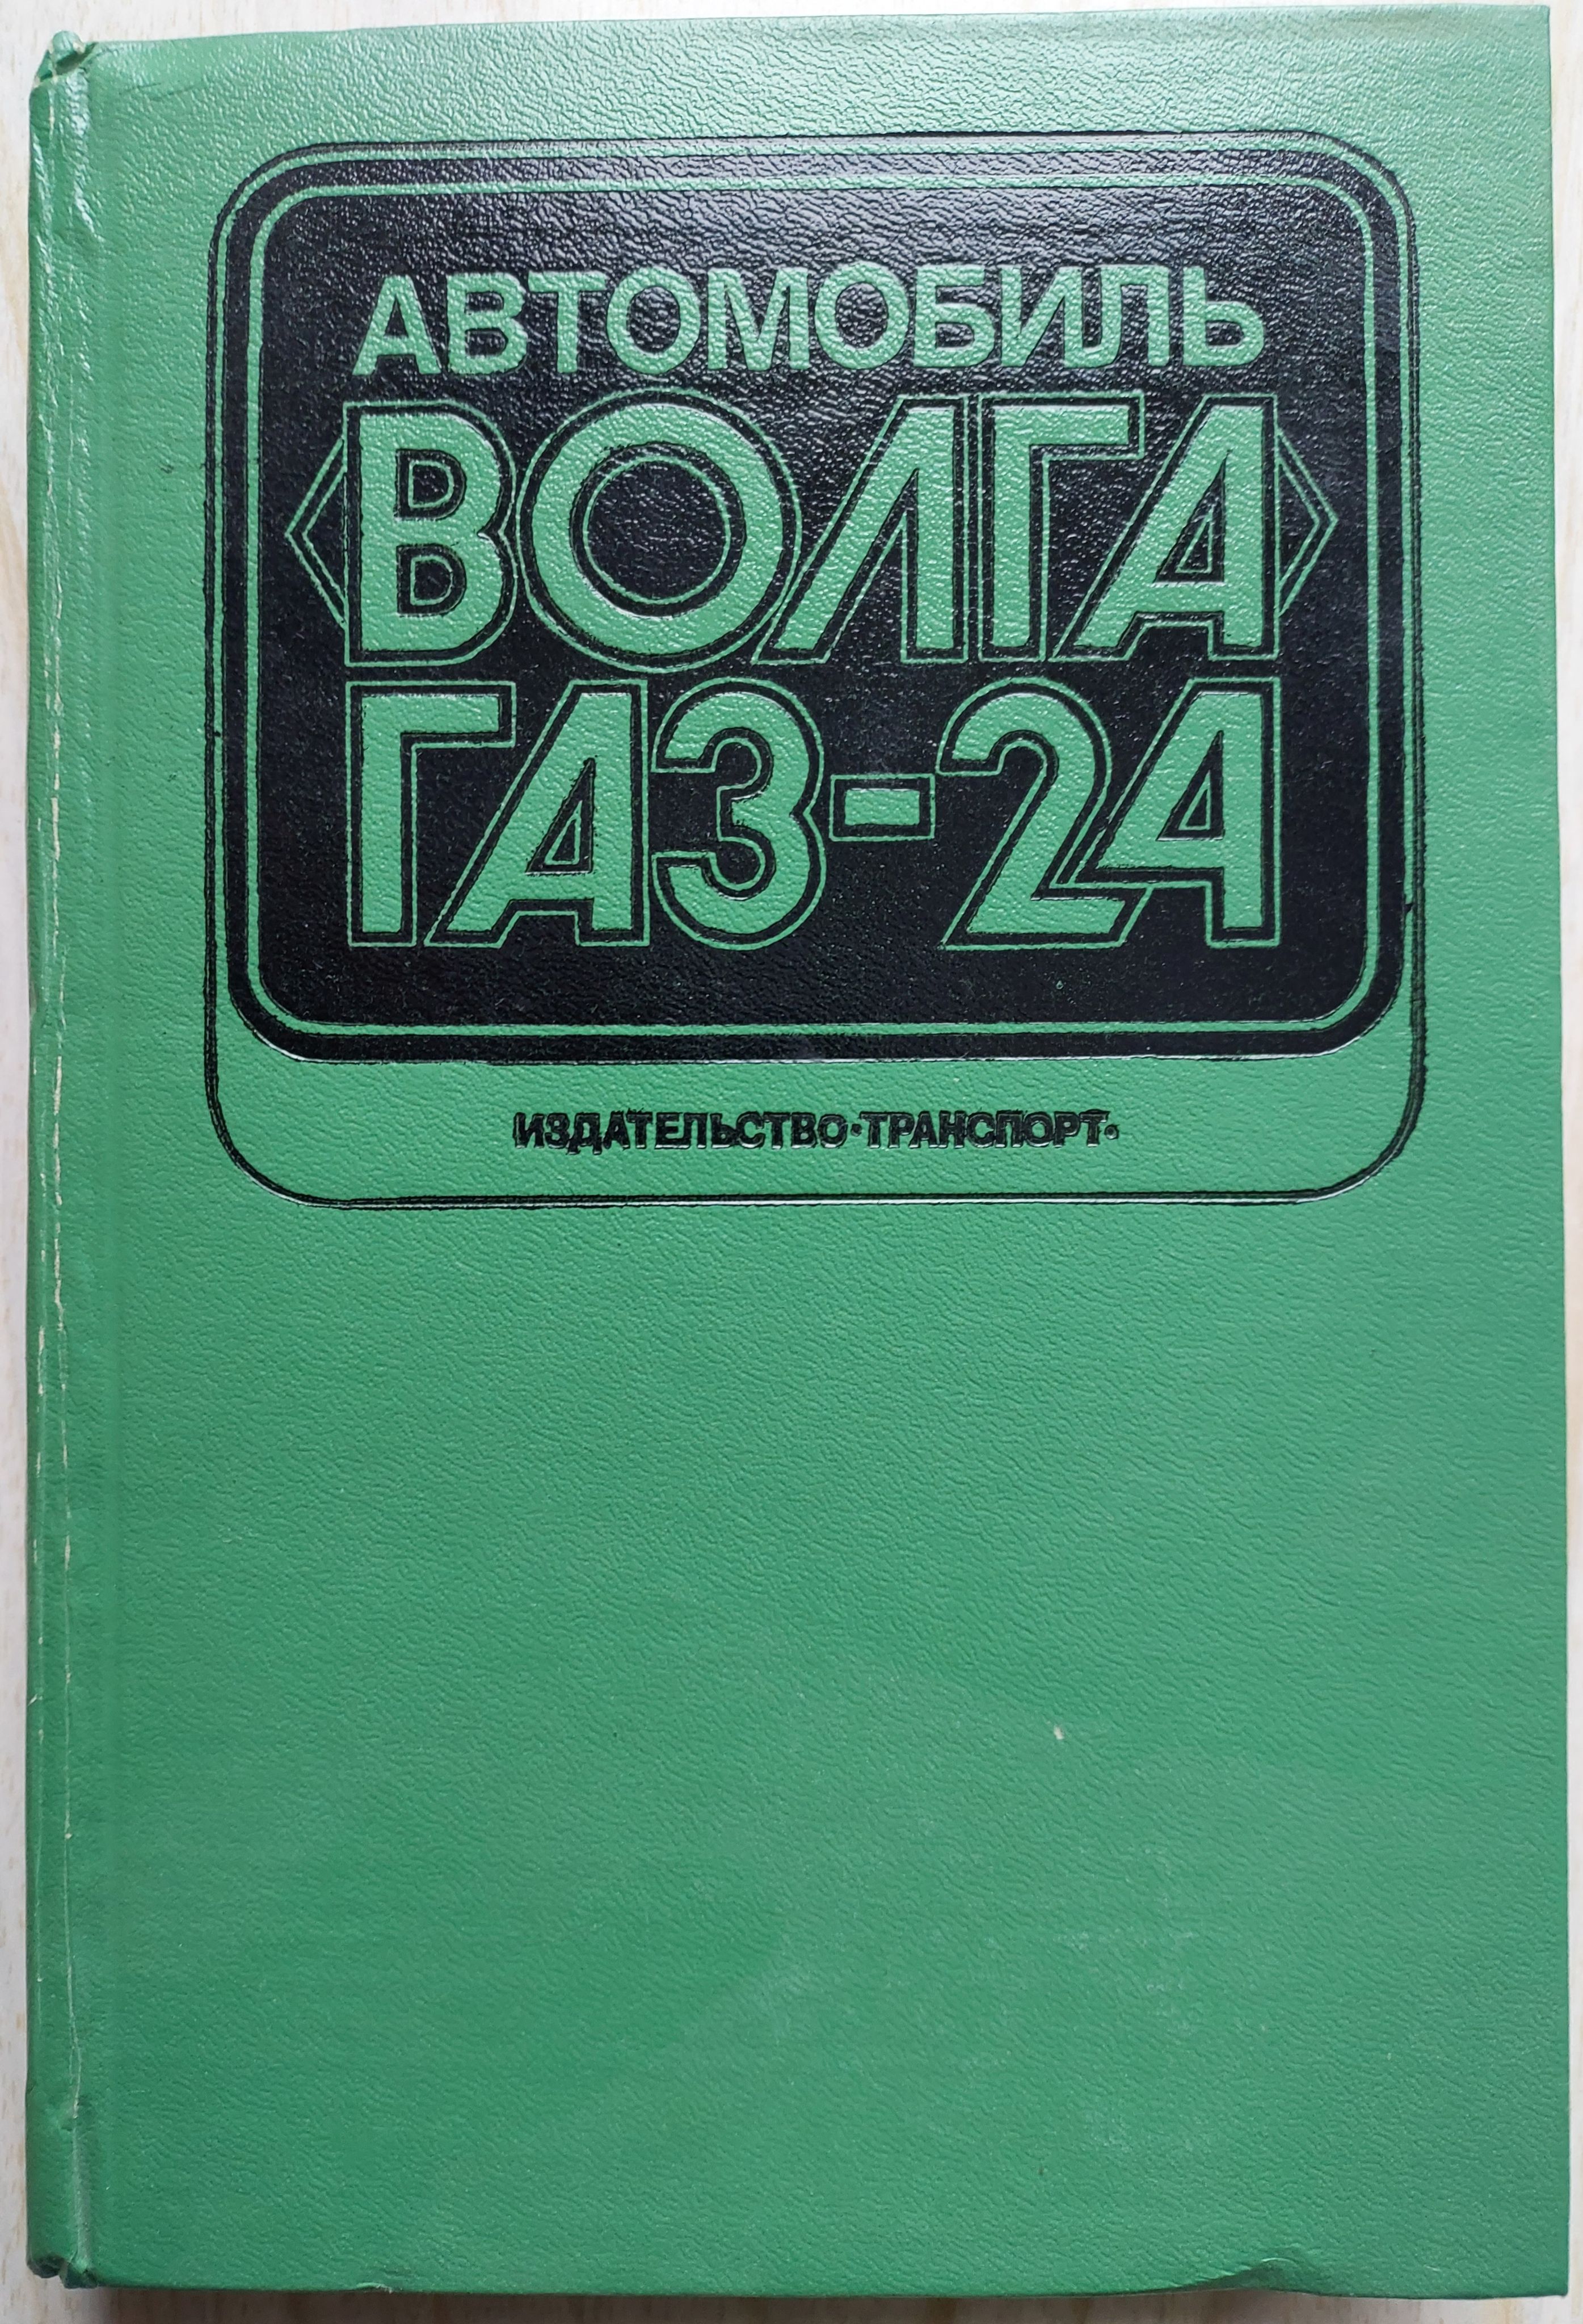 АВТОМОБИЛЬ
«ВОЛГА»
ГАЗ-24
ИЗДАТЕЛЬСТВО·ТРАНСПОРТ·